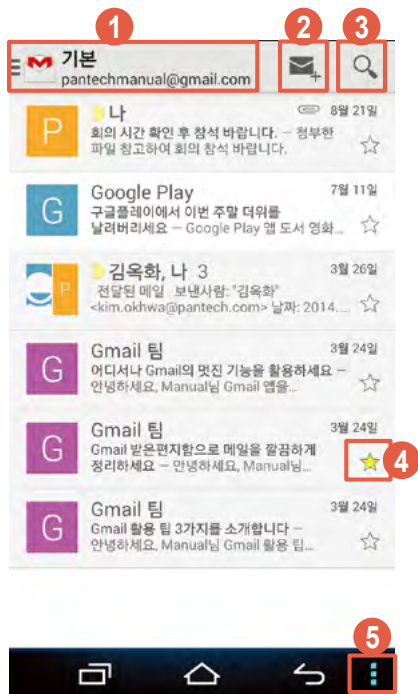 1
2
3
기본
pantechmanual@gmail.com
P
나
8월 21일
회의 시간 확인 후 참석 바랍니다. – 첨부한
파일 참고하여 회의 참석 바랍니다.
G
Google Play
7월 11일
구글플레이에서 이번 주말 더위를
날려버리세요 – Google Play 앱 도서 영화...
P
김옥화, 나 3
3월 26일
전달된 메일 보낸사람: "김옥화"
<kim.okhwa@pantech.com> 날짜: 2014....
G
Gmail 팀
3월 24일
어디서나 Gmail의 멋진 기능을 활용하세요 –
안녕하세요, Manual님 Gmail 앱을...
G
Gmail 팀
3월 24일
Gmail 받은편지함으로 메일을 깔끔하게
정리하세요 – 안녕하세요, Manual님...
4
G
Gmail 팀
3월 24일
Gmail 활용 팁 3가지를 소개합니다 –
안녕하세요, Manual님 Gmail 활용 팁...
5